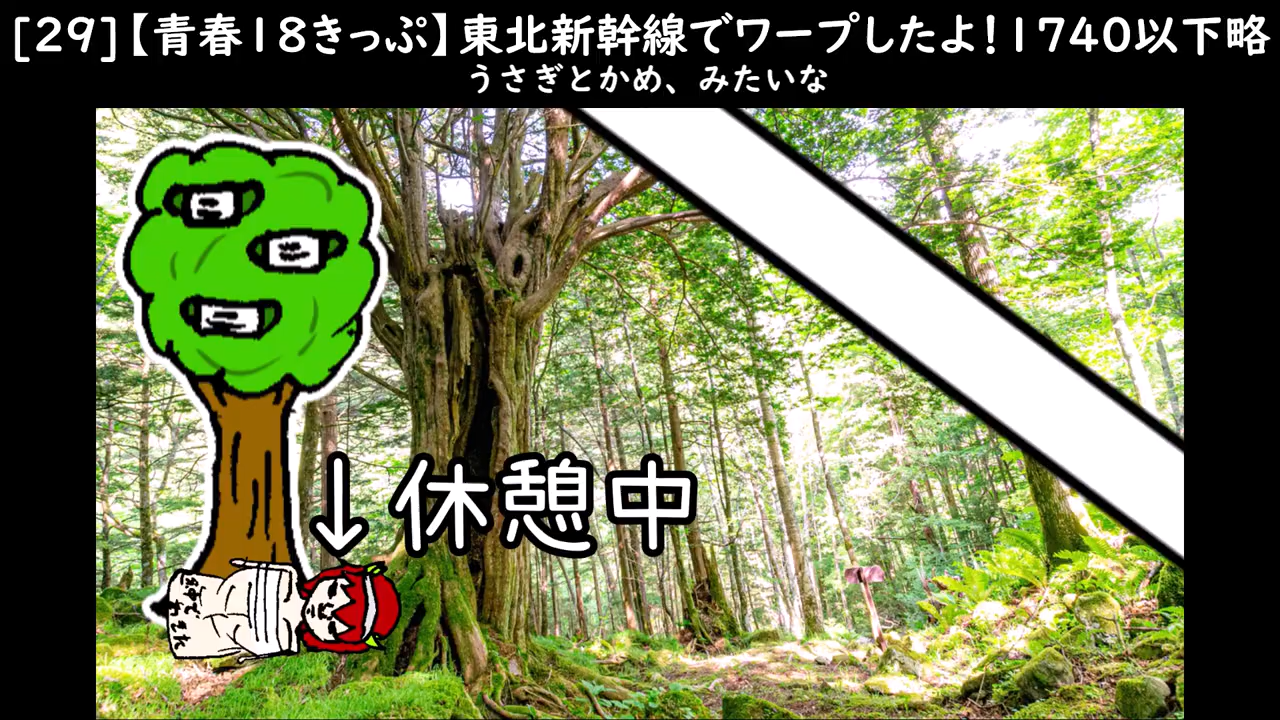 [29]【青春18きっぷ】東北新幹線でワープしたよ!1740以下略
うさぎとかめ、みたいな
↓休憩中